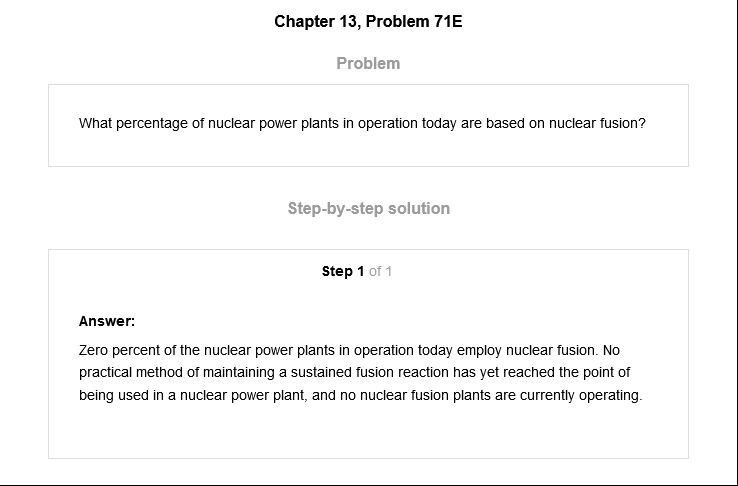 Chapter 13, Problem 71E
Problem
What percentage of nuclear power plants in operation today are based on nuclear fusion?
Step-by-step solution
Step 1 of 1
Answer:
Zero percent of the nuclear power plants in operation today employ nuclear fusion. No
practical method of maintaining a sustained fusion reaction has yet reached the point of
being used in a nuclear power plant, and no nuclear fusion plants are currently operating.